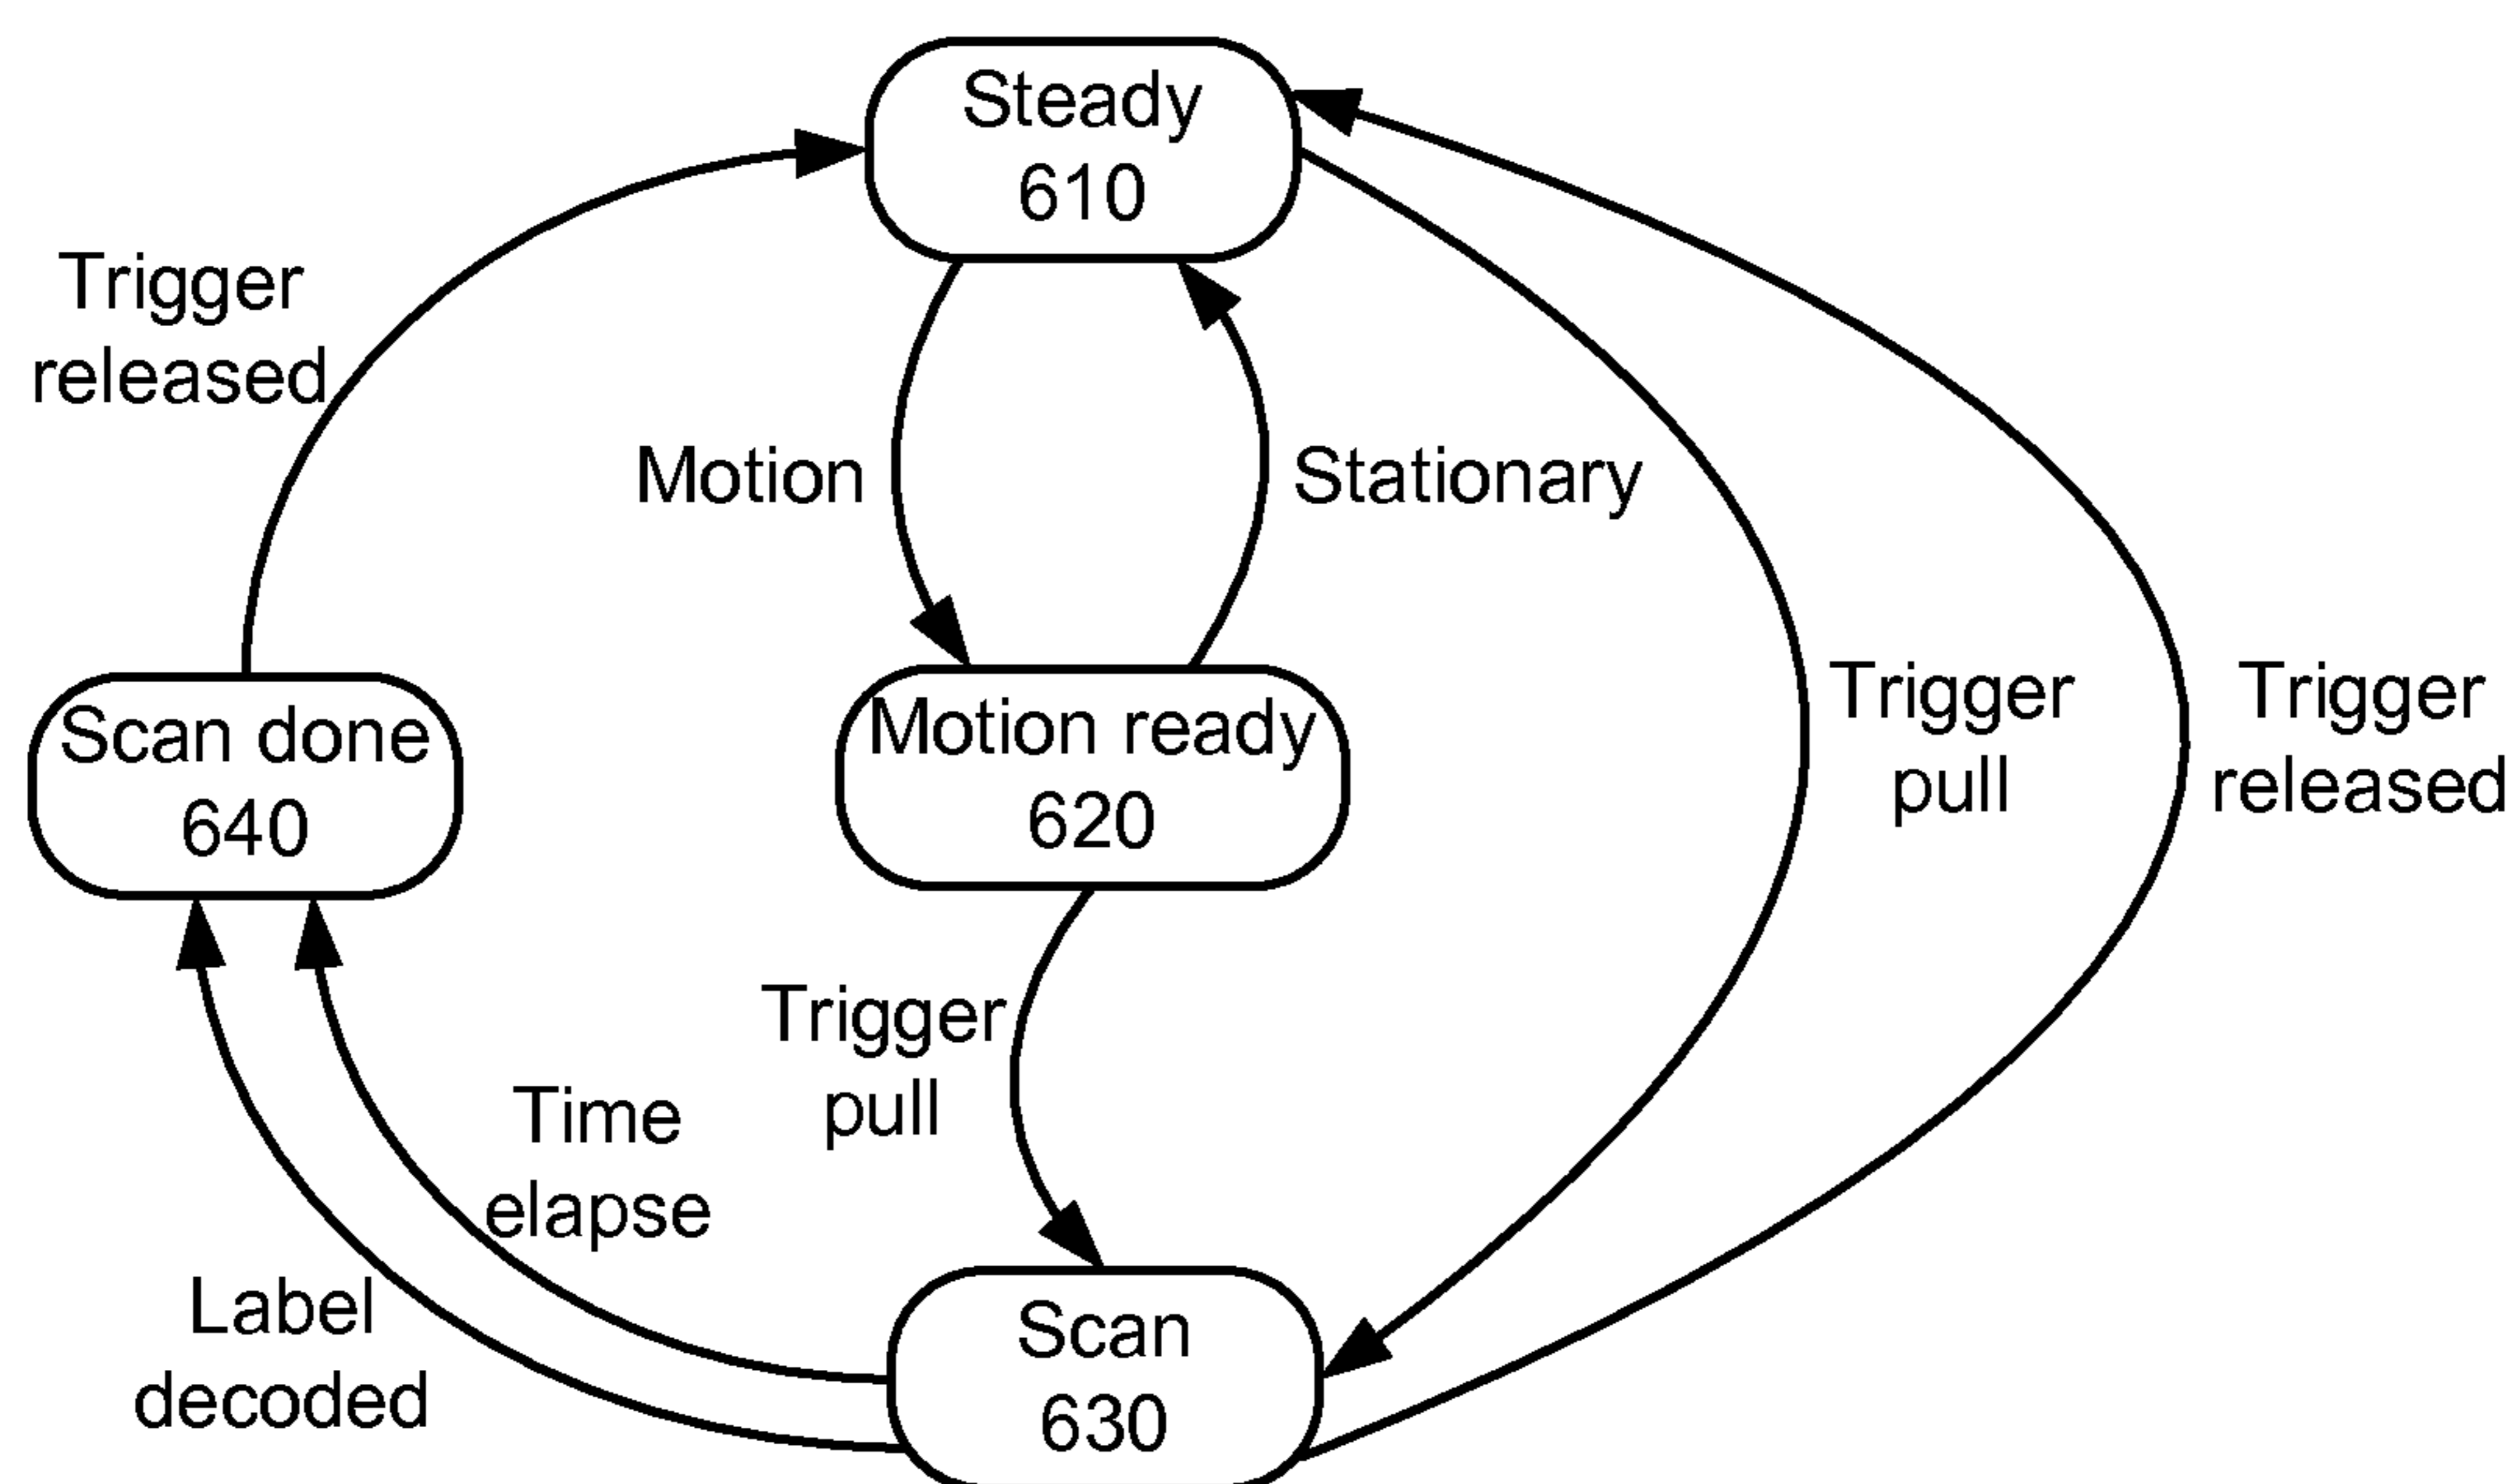 Steady
610
Trigger
released
Motion
Stationary
Trigger
pull
Trigger
released
Scan done
640
Motion ready
620
Trigger
pull
Time
elapse
Label
decoded
Scan
630